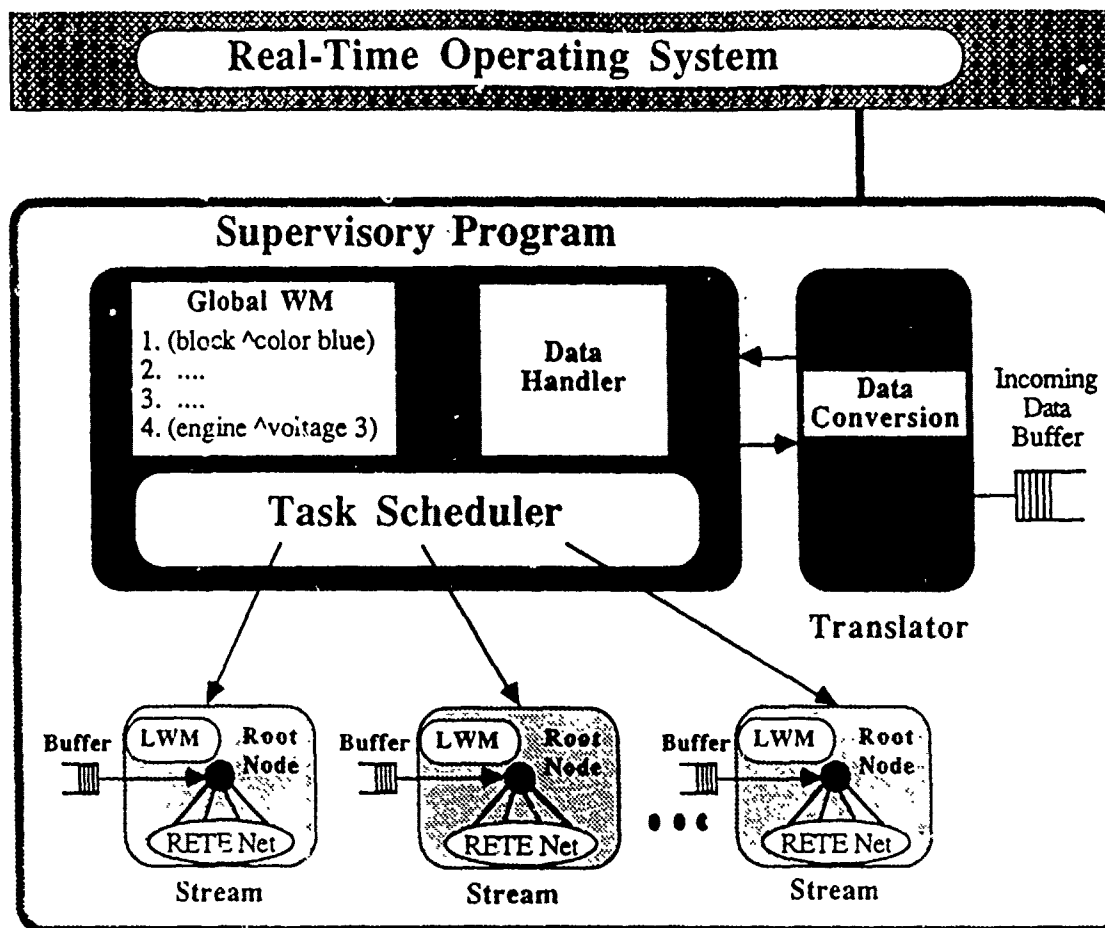 Real-Time Operating System
Supervisory Program
Global WM
1. (block ^color blue)
2. ....
3. ....
4. (engine ^voltage 3)
Data
Handler
Task Scheduler
Data
Conversion
Incoming
Data
Buffer
Translator
Buffer
LWM
Root
Node
RETE Net
Stream
Buffer
LWM
Root
Node
RETE Net
Stream
Buffer
LWM
Root
Node
RETE Net
Stream